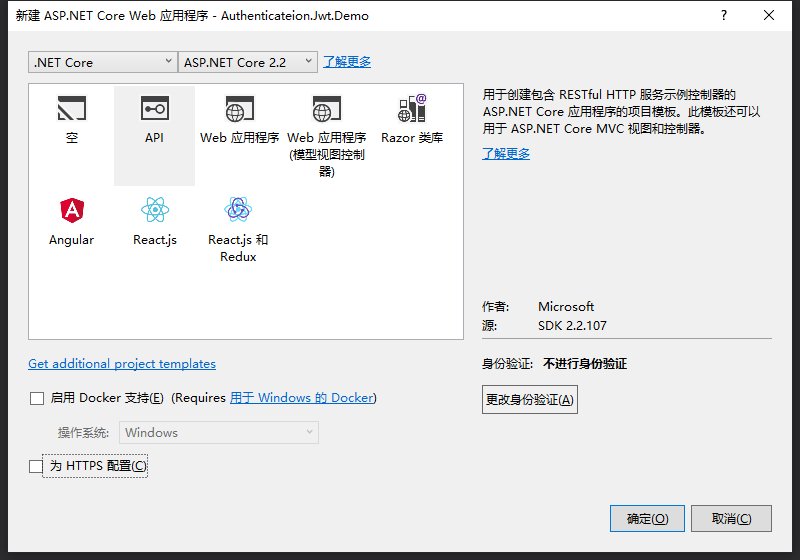 新建 ASP.NET Core Web 应用程序 - Authenticateion.Jwt.Demo
?
.NET Core
ASP.NET Core 2.2
了解更多
空
API
Web 应用程序
Web 应用程序
(模型视图控制
器)
Razor 类库
Angular
React.js
React.js 和
Redux
用于创建包含 RESTful HTTP 服务示例控制器的
ASP.NET Core 应用程序的项目模板。此模板还可以
用于 ASP.NET Core MVC 视图和控制器。
了解更多
作者: Microsoft
源: SDK 2.2.107
Get additional project templates
启用 Docker 支持(E) (Requires 用于 Windows 的 Docker)
操作系统: Windows
为 HTTPS 配置(C)
身份验证: 不进行身份验证
更改身份验证(A)
确定(O)
取消(C)